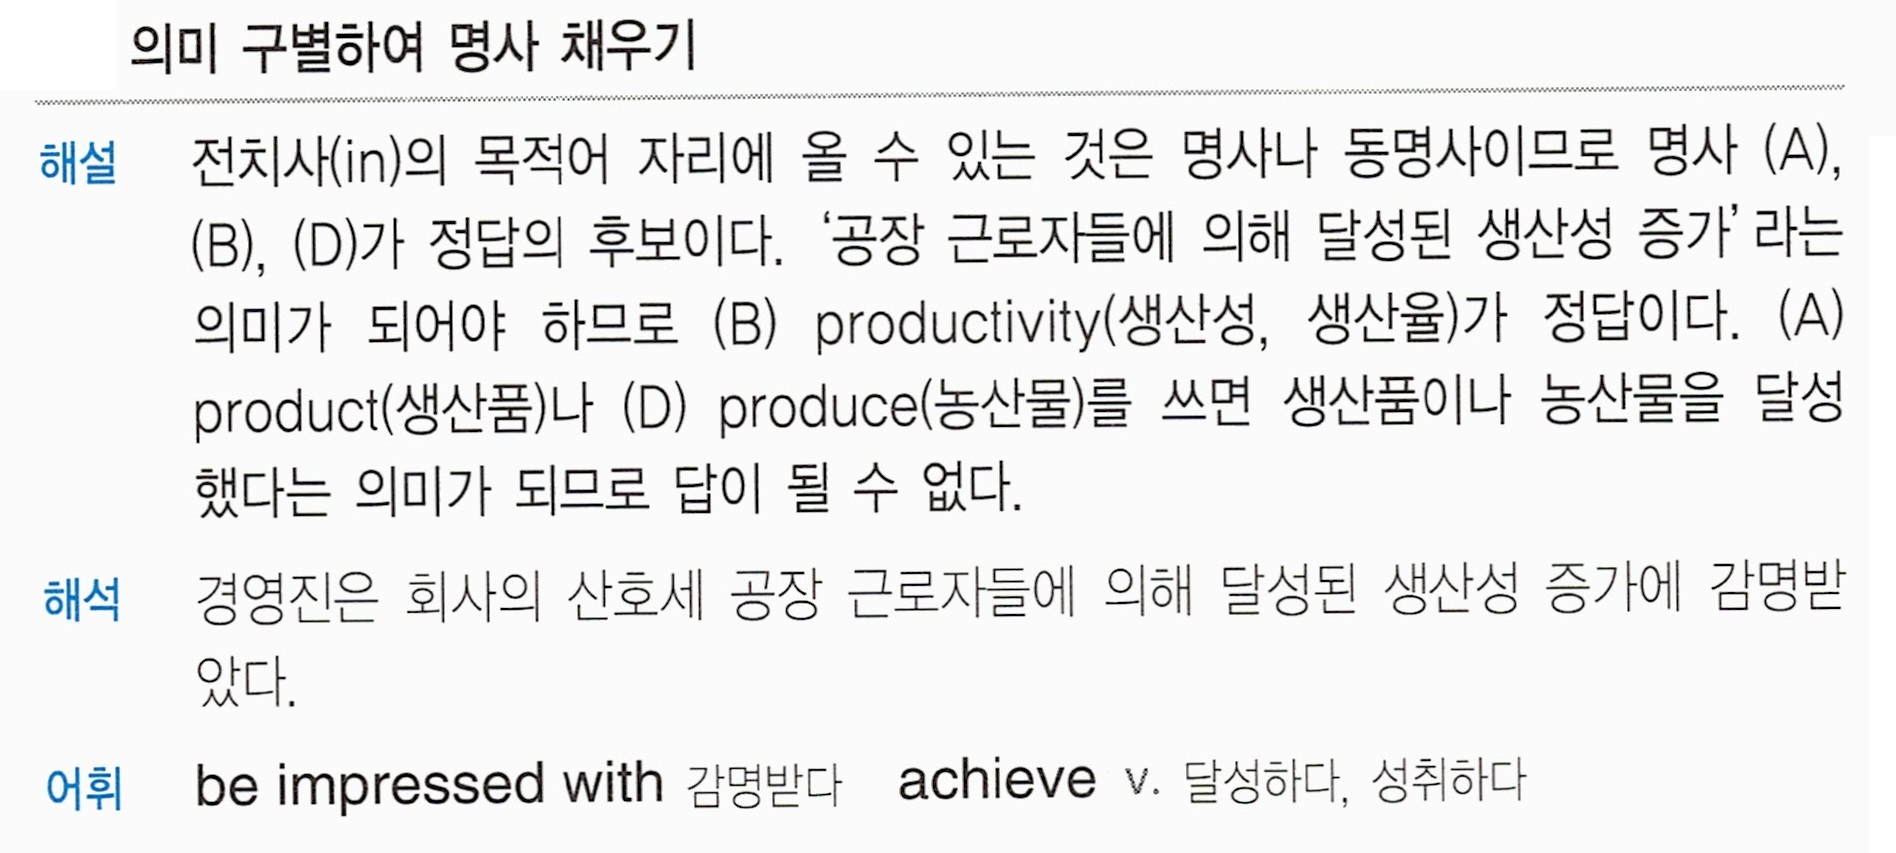 의미 구별하여 명사 채우기
해설 전치사(in)의 목적어 자리에 올 수 있는 것은 명사나 동명사이므로 명사 (A),
(B), (D)가 정답의 후보이다. ‘공장 근로자들에 의해 달성된 생산성 증가’라는
의미가 되어야 하므로 (B) productivity(생산성, 생산율)가 정답이다. (A)
product(생산품)나 (D) produce(농산물)를 쓰면 생산품이나 농산물을 달성
했다는 의미가 되므로 답이 될 수 없다.
해석 경영진은 회사의 산호세 공장 근로자들에 의해 달성된 생산성 증가에 감명받
았다.
어휘 be impressed with 감명받다 achieve v. 달성하다, 성취하다